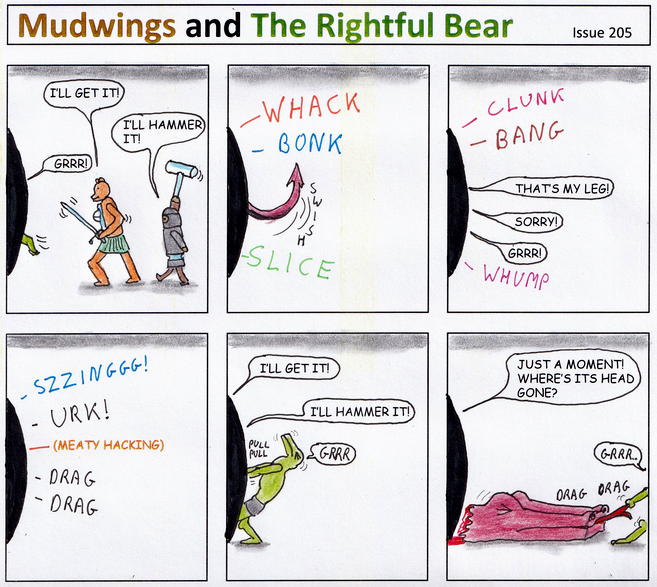 Mudwings and The Rightful Bear
Issue 205
I'LL GET IT!
I'LL HAMMER
IT!
GRRR!
WHACK
BONK
SWISH
SLICE
CLUNK
BANG
THAT'S MY LEG!
SORRY!
GRRR!
WHUMP
SZZINGGG!
URK!
(MEATY HACKING)
DRAG
DRAG
I'LL GET IT!
I'LL HAMMER IT!
PULL
PULL
GRRR
JUST A MOMENT!
WHERE'S ITS HEAD
GONE?
GRRR..
DRAG DRAG